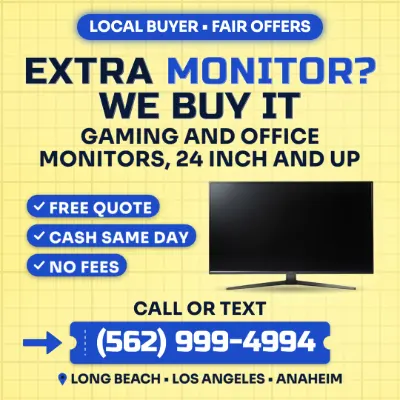 LOCAL BUYER • FAIR OFFERS
EXTRA MONITOR?
WE BUY IT
GAMING AND OFFICE
MONITORS, 24 INCH AND UP
FREE QUOTE
CASH SAME DAY
NO FEES
CALL OR TEXT
(562) 999-4994
LONG BEACH • LOS ANGELES • ANAHEIM